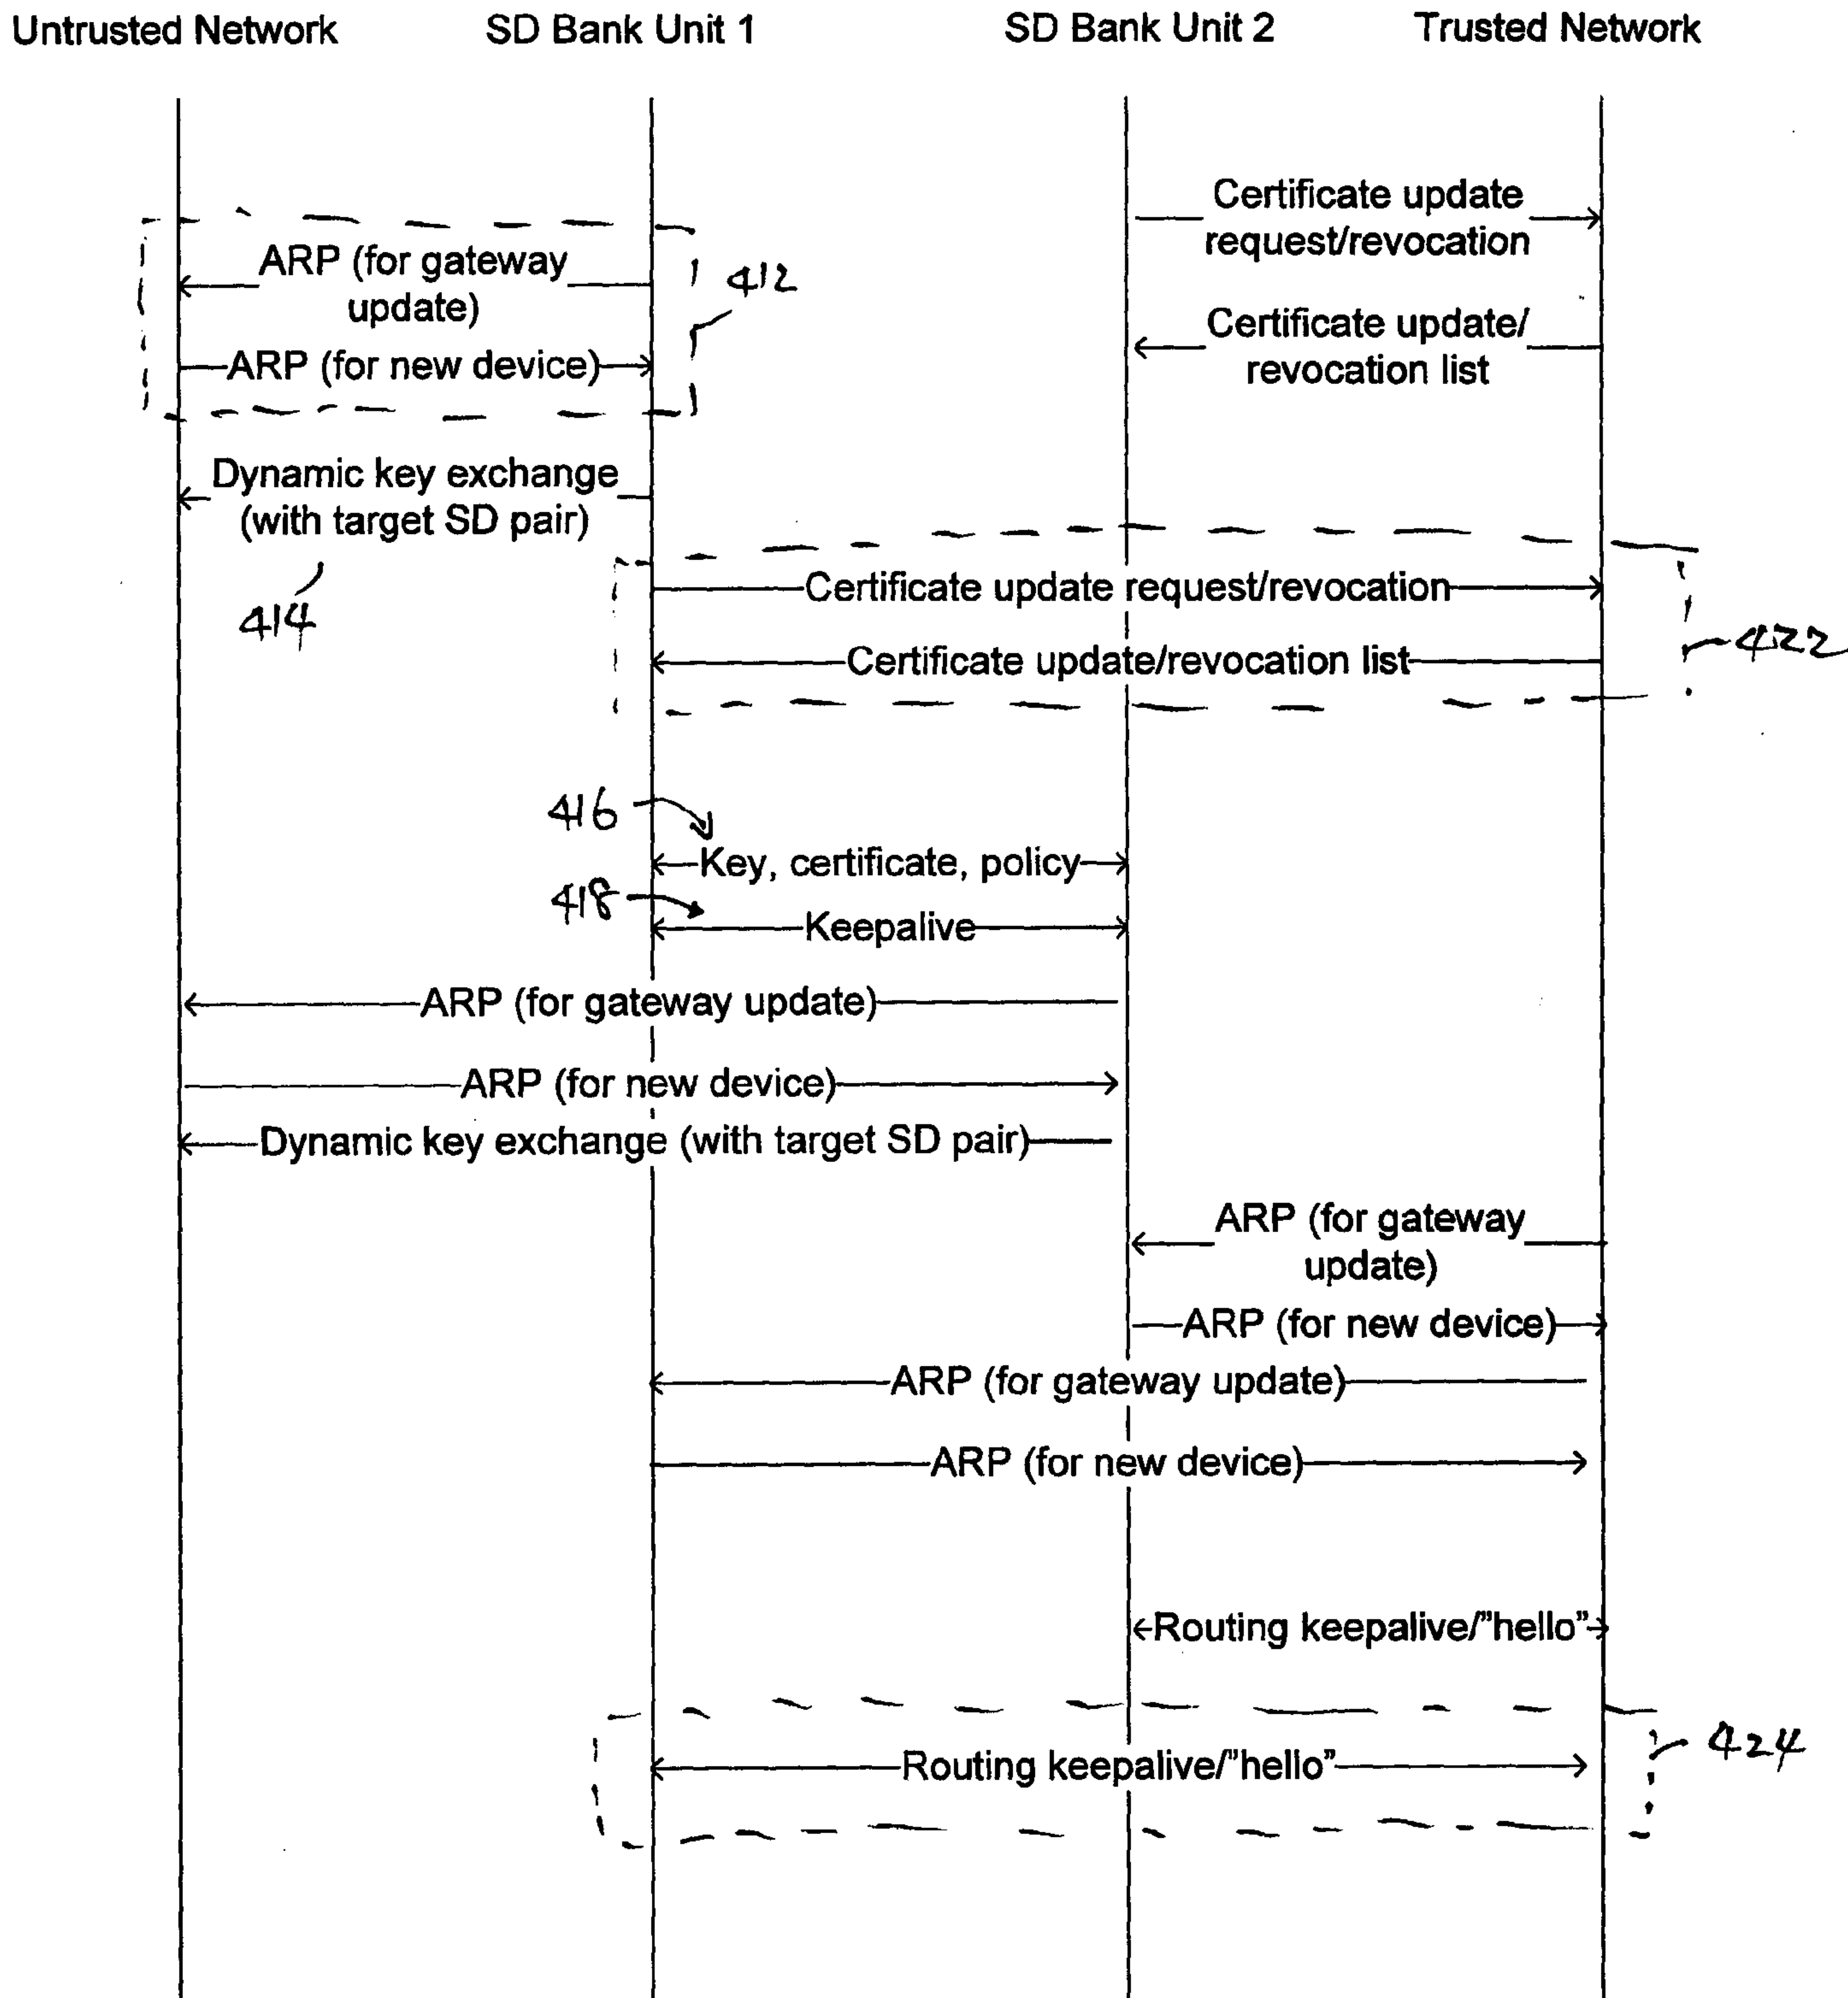 Untrusted Network
SD Bank Unit 1
SD Bank Unit 2
Trusted Network
Certificate update
request/revocation
ARP (for gateway
update)
412
Certificate update/
revocation list
ARP (for new device)
Dynamic key exchange
(with target SD pair)
414
Certificate update request/revocation
422
Certificate update/revocation list
416
Key, certificate, policy
418
Keepalive
ARP (for gateway update)
ARP (for new device)
Dynamic key exchange (with target SD pair)
ARP (for gateway
update)
ARP (for new device)
ARP (for gateway update)
ARP (for new device)
Routing keepalive/"hello"
Routing keepalive/"hello"
424